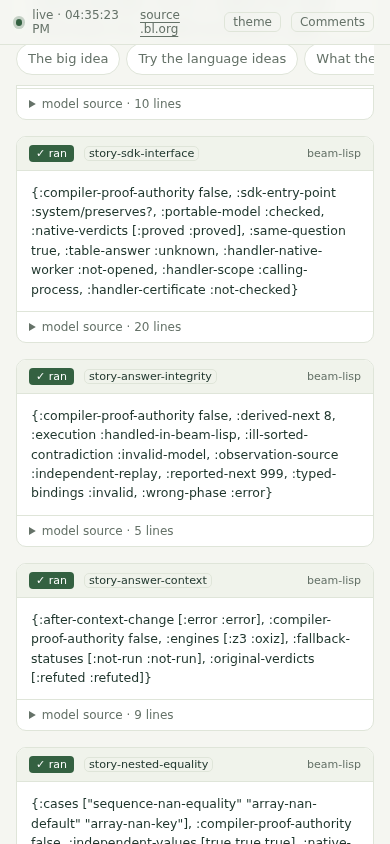 live · 04:35:23 PM
source .bl.org
theme
Comments
The big idea
Try the language ideas
What the
▶ model source · 10 lines
✓ ran
story-sdk-interface
beam-lisp
{:compiler-proof-authority false, :sdk-entry-point
:system/preserves?, :portable-model :checked,
:native-verdicts [:proved :proved], :same-question
true, :table-answer :unknown, :handler-native-
worker :not-opened, :handler-scope :calling-
process, :handler-certificate :not-checked}
▶ model source · 20 lines
✓ ran
story-answer-integrity
beam-lisp
{:compiler-proof-authority false, :derived-next 8,
:execution :handled-in-beam-lisp, :ill-sorted-
contradiction :invalid-model, :observation-source
:independent-replay, :reported-next 999, :typed-
bindings :invalid, :wrong-phase :error}
▶ model source · 5 lines
✓ ran
story-answer-context
beam-lisp
{:after-context-change [:error :error], :compiler-
proof-authority false, :engines [:z3 :oxiz], :fallback-
statuses [:not-run :not-run], :original-verdicts
[:refuted :refuted]}
▶ model source · 9 lines
✓ ran
story-nested-equality
beam-lisp
{:cases ["sequence-nan-equality" "array-nan-
default" "array-nan-key"], :compiler-proof-authority
false, :independent-values [true true true], :native-